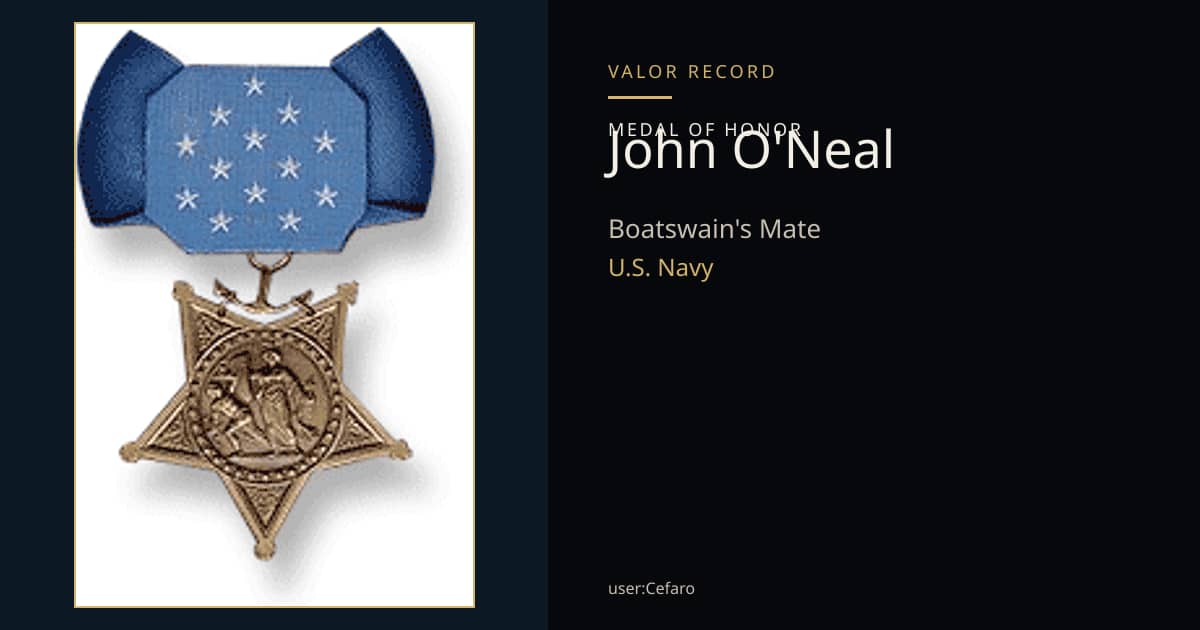 VALOR RECORD
MEDAL OF HONOR
John O'Neal
Boatswain's Mate
U.S. Navy
user:Cefaro